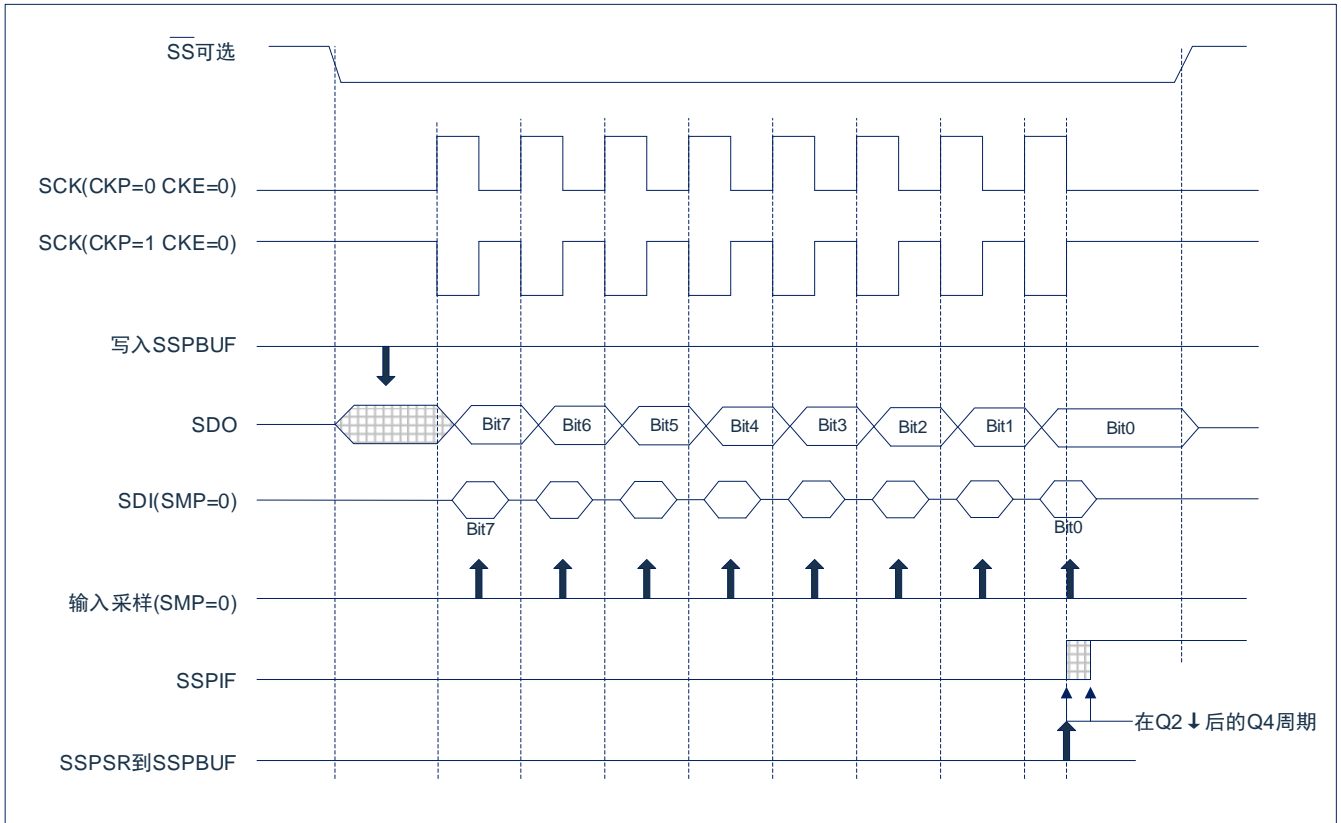 SS可选
SCK(CKP=0 CKE=0)
SCK(CKP=1 CKE=0)
写入SSPBUF
SDO
Bit7 Bit6 Bit5 Bit4 Bit3 Bit2 Bit1 Bit0
SDI(SMP=0)
Bit7 Bit0
输入采样(SMP=0)
SSPIF
在Q2↓后的Q4周期
SSPSR到SSPBUF